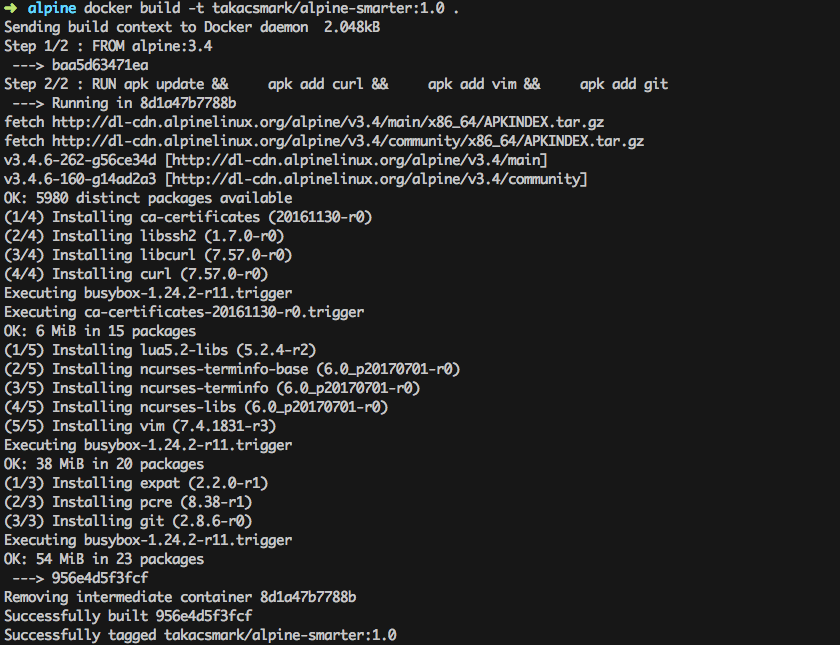 ➜ alpine docker build -t takacsmark/alpine-smarter:1.0 .
Sending build context to Docker daemon  2.048kB
Step 1/2 : FROM alpine:3.4
 ---> baa5d63471ea
Step 2/2 : RUN apk update &&     apk add curl &&     apk add vim &&     apk add git
 ---> Running in 8d1a47b7788b
fetch http://dl-cdn.alpinelinux.org/alpine/v3.4/main/x86_64/APKINDEX.tar.gz
fetch http://dl-cdn.alpinelinux.org/alpine/v3.4/community/x86_64/APKINDEX.tar.gz
v3.4.6-262-g56ce34d [http://dl-cdn.alpinelinux.org/alpine/v3.4/main]
v3.4.6-160-g14ad2a3 [http://dl-cdn.alpinelinux.org/alpine/v3.4/community]
OK: 5980 distinct packages available
(1/4) Installing ca-certificates (20161130-r0)
(2/4) Installing libssh2 (1.7.0-r0)
(3/4) Installing libcurl (7.57.0-r0)
(4/4) Installing curl (7.57.0-r0)
Executing busybox-1.24.2-r11.trigger
Executing ca-certificates-20161130-r0.trigger
OK: 6 MiB in 15 packages
(1/5) Installing lua5.2-libs (5.2.4-r2)
(2/5) Installing ncurses-terminfo-base (6.0_p20170701-r0)
(3/5) Installing ncurses-terminfo (6.0_p20170701-r0)
(4/5) Installing ncurses-libs (6.0_p20170701-r0)
(5/5) Installing vim (7.4.1831-r3)
Executing busybox-1.24.2-r11.trigger
OK: 38 MiB in 20 packages
(1/3) Installing expat (2.2.0-r1)
(2/3) Installing pcre (8.38-r1)
(3/3) Installing git (2.8.6-r0)
Executing busybox-1.24.2-r11.trigger
OK: 54 MiB in 23 packages
 ---> 956e4d5f3fcf
Removing intermediate container 8d1a47b7788b
Successfully built 956e4d5f3fcf
Successfully tagged takacsmark/alpine-smarter:1.0